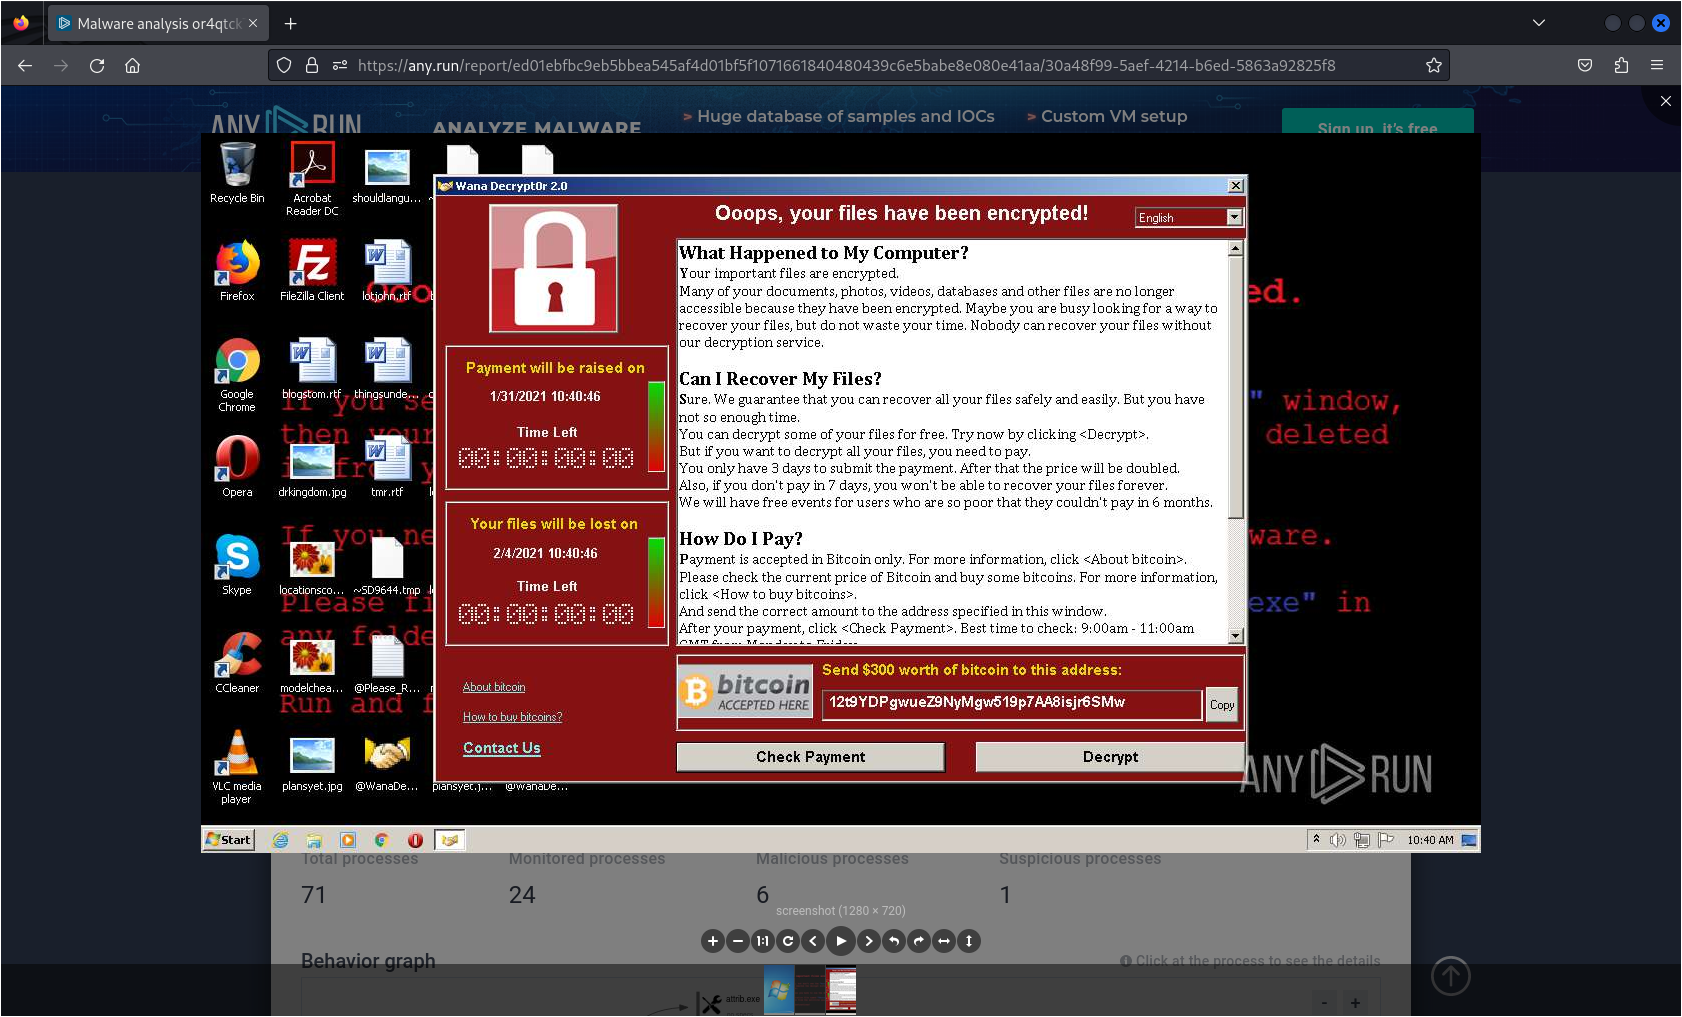 Malware analysis or4qtck
https://any.run/report/ed01ebfbc9eb5bbea545af4d01bf5f1071661840480439c6e5babe8e080e41aa/30a48f99-5aef-4214-b6ed-5863a92825f8
ANY RUN
ANALYZE MALWARE
> Huge database of samples and IOCs
> Custom VM setup
Sign up, it's free
Recycle Bin
Acrobat Reader DC
shouldlangu...
Firefox
FileZilla Client
lotjohn.rtf
Google Chrome
blogstom.rtf
thingsunde...
Opera
drkingdom.jpg
tmr.rtf
Skype
locationsco...
~SD9644.tmp
CCleaner
modelchea...
@Please_R...
VLC media player
plansyet.jpg
@WanaDe...
plansyet.j...
@WanaDe...
ed.
If you se
" window,
then your
deleted
If you ne
ware.
Please fi
exe" in
any folde
Run and f
Wana Decrypt0r 2.0
Ooops, your files have been encrypted!
English
Payment will be raised on
1/31/2021 10:40:46
Time Left
00:00:00:00
Your files will be lost on
2/4/2021 10:40:46
Time Left
00:00:00:00
About bitcoin
How to buy bitcoins?
Contact Us
What Happened to My Computer?
Your important files are encrypted.
Many of your documents, photos, videos, databases and other files are no longer
accessible because they have been encrypted. Maybe you are busy looking for a way to
recover your files, but do not waste your time. Nobody can recover your files without
our decryption service.
Can I Recover My Files?
Sure. We guarantee that you can recover all your files safely and easily. But you have
not so enough time.
You can decrypt some of your files for free. Try now by clicking <Decrypt>.
But if you want to decrypt all your files, you need to pay.
You only have 3 days to submit the payment. After that the price will be doubled.
Also, if you don't pay in 7 days, you won't be able to recover your files forever.
We will have free events for users who are so poor that they couldn't pay in 6 months.
How Do I Pay?
Payment is accepted in Bitcoin only. For more information, click <About bitcoin>.
Please check the current price of Bitcoin and buy some bitcoins. For more information,
click <How to buy bitcoins>.
And send the correct amount to the address specified in this window.
After your payment, click <Check Payment>. Best time to check: 9:00am - 11:00am
GMT from Monday to Friday.
bitcoin
ACCEPTED HERE
Send $300 worth of bitcoin to this address:
12t9YDPgwueZ9NyMgw519p7AA8isjr6SMw
Copy
Check Payment
Decrypt
ANY RUN
Start
10:40 AM
Total processes
Monitored processes
Malicious processes
Suspicious processes
71
24
6
1
screenshot (1280 × 720)
1:1
Behavior graph
Click at the process to see the details
attrib.exe
- +